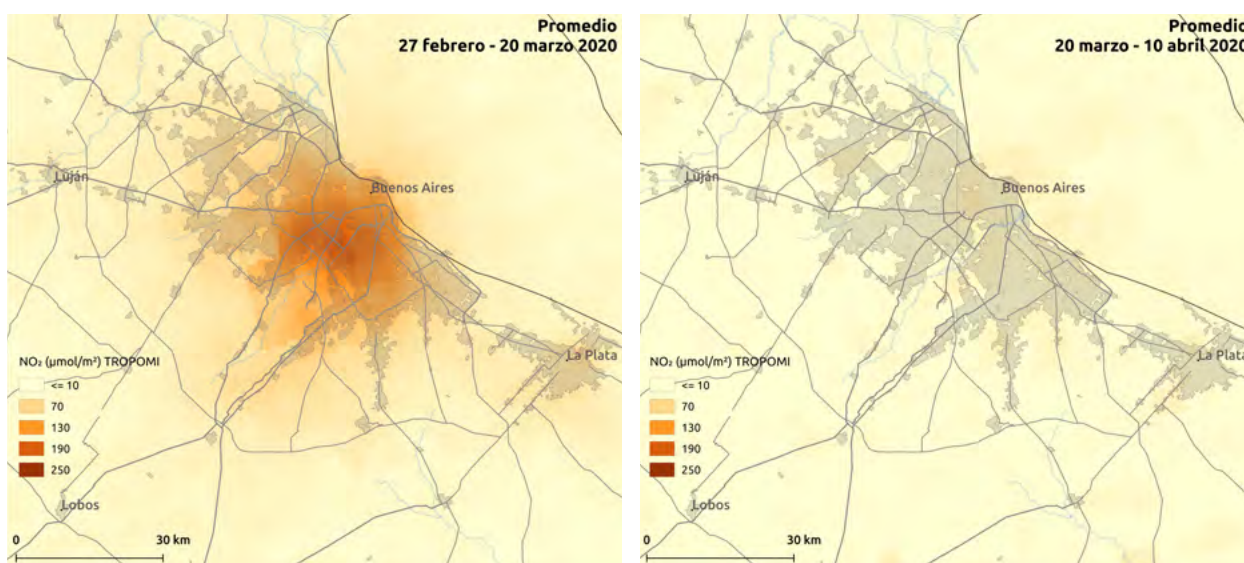 Promedio
27 febrero - 20 marzo 2020
Luján
Buenos Aires
La Plata
NO₂ (µmol/m²) TROPOMI
<= 10
70
130
190
250
Lobos
0 30 km
Promedio
20 marzo - 10 abril 2020
Luján
Buenos Aires
La Plata
NO₂ (µmol/m²) TROPOMI
<= 10
70
130
190
250
Lobos
0 30 km